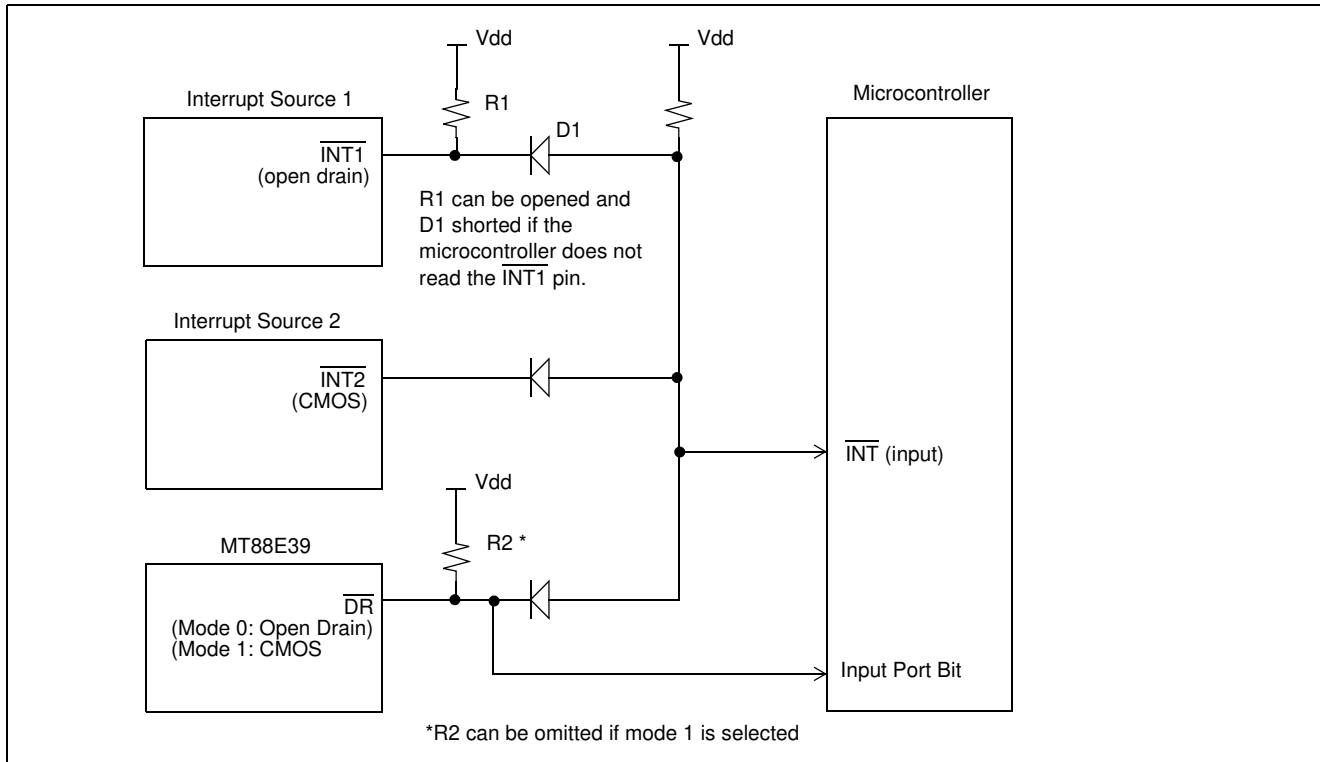 Vdd
Vdd
Interrupt Source 1
R1
Microcontroller
INT1
(open drain)
D1
R1 can be opened and
D1 shorted if the
microcontroller does not
read the INT1 pin.
Interrupt Source 2
INT2
(CMOS)
INT (input)
Vdd
MT88E39
R2 *
DR
(Mode 0: Open Drain)
(Mode 1: CMOS
Input Port Bit
*R2 can be omitted if mode 1 is selected